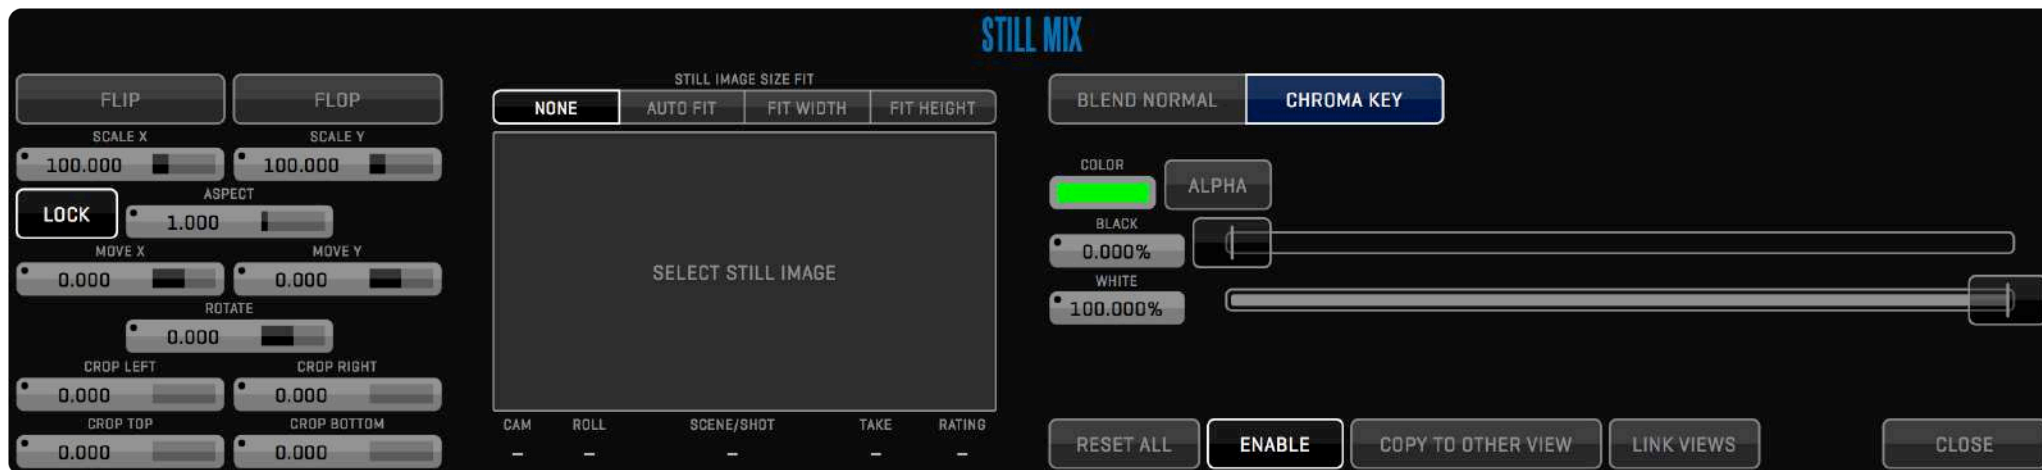 STILL MIX
FLIP FLOP
SCALE X SCALE Y
100.000 100.000
ASPECT
LOCK 1.000
MOVE X MOVE Y
0.000 0.000
ROTATE
0.000
CROP LEFT CROP RIGHT
0.000 0.000
CROP TOP CROP BOTTOM
0.000 0.000
STILL IMAGE SIZE FIT
NONE AUTO FIT FIT WIDTH FIT HEIGHT
SELECT STILL IMAGE
CAM ROLL SCENE/SHOT TAKE RATING
– – – – –
BLEND NORMAL CHROMA KEY
COLOR
ALPHA
BLACK
0.000%
WHITE
100.000%
RESET ALL ENABLE COPY TO OTHER VIEW LINK VIEWS CLOSE